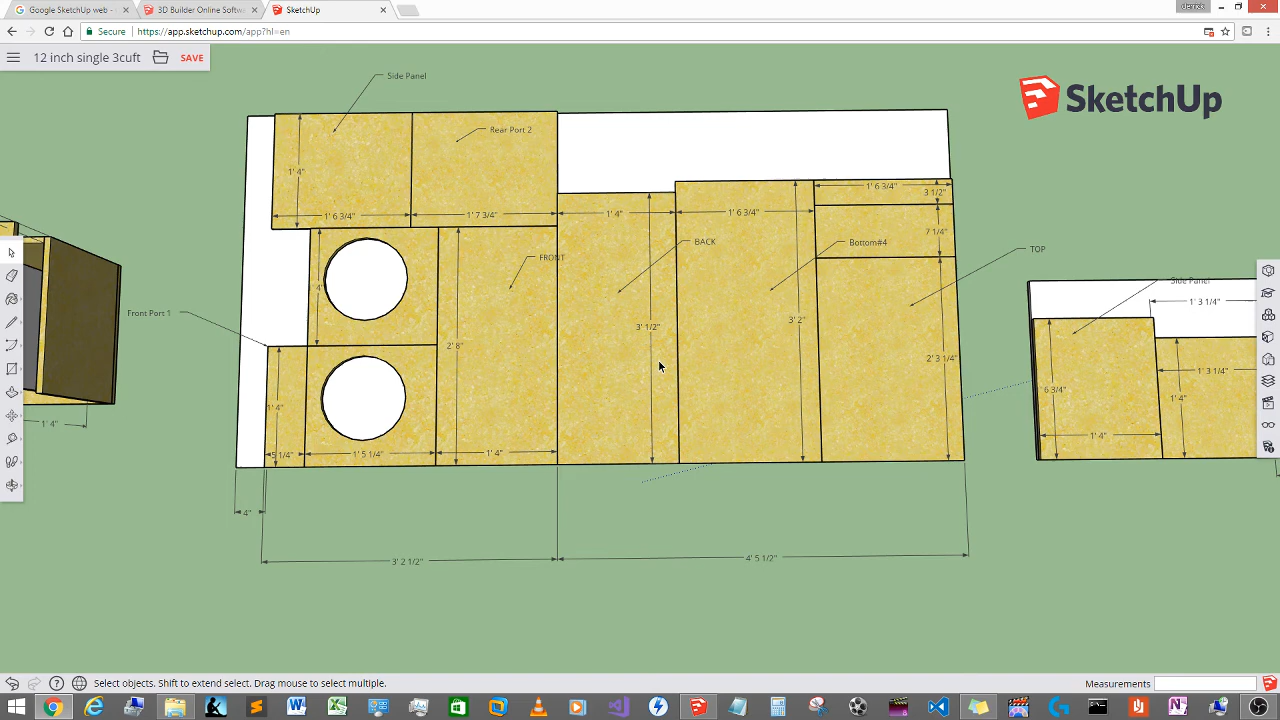 Google SketchUp web -
3D Builder Online Softw
SketchUp
derrick
Secure
https://app.sketchup.com/app?hl=en
12 inch single 3cuft
SAVE
SketchUp
Side Panel
Rear Port 2
1' 4"
1' 6 3/4"
1' 7 3/4"
1' 4"
1' 6 3/4"
1' 6 3/4"
3 1/2"
7 1/4"
BACK
Bottom#4
TOP
FRONT
Front Port 1
Side Panel
1' 3 1/4"
3' 1/2"
3' 2"
2' 8"
2' 3 1/4"
1' 3 1/4"
6 3/4"
1' 4"
1' 4"
1' 4"
5 1/4"
1' 5 1/4"
1' 4"
1' 4"
4"
3' 2 1/2"
4' 5 1/2"
Select objects. Shift to extend select. Drag mouse to select multiple.
Measurements